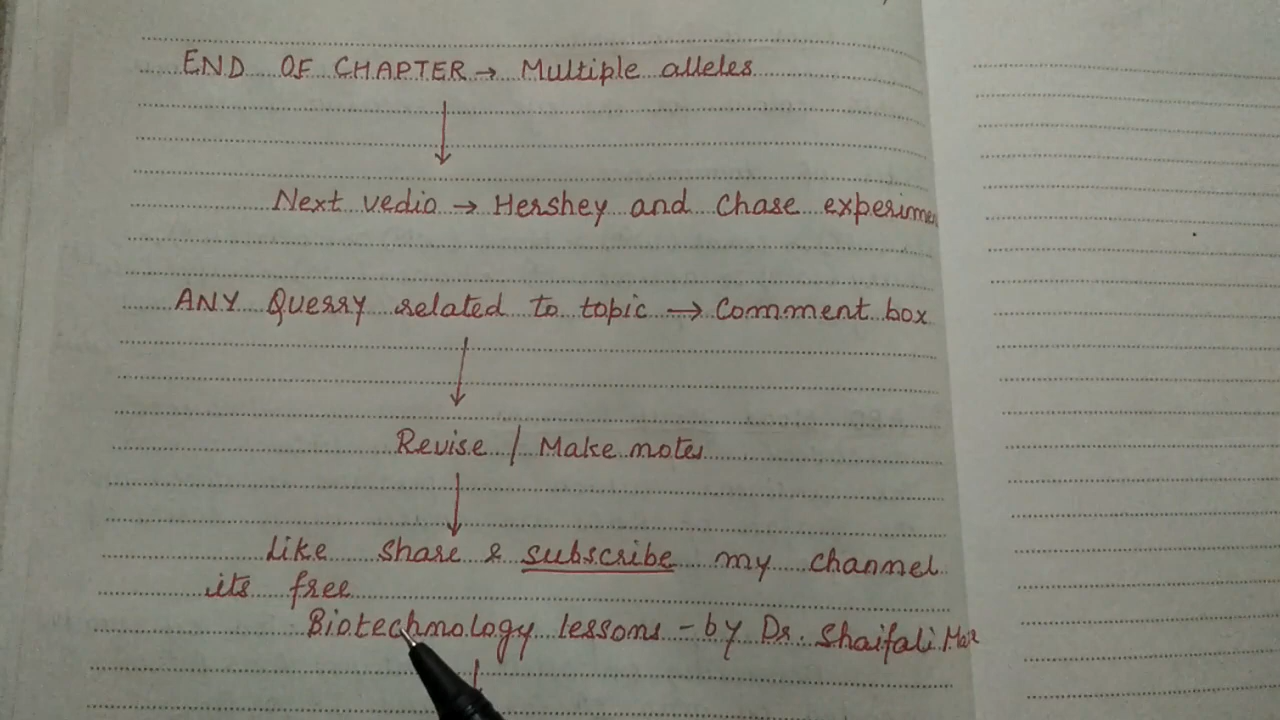 END OF CHAPTER → Multiple alleles
Next vedio → Hershey and Chase experime
ANY Querry related to topic → Comment box
Revise / Make notes
Like share & subscribe my channel
its free
Biotechnology lessons - by Dr. Shaifali